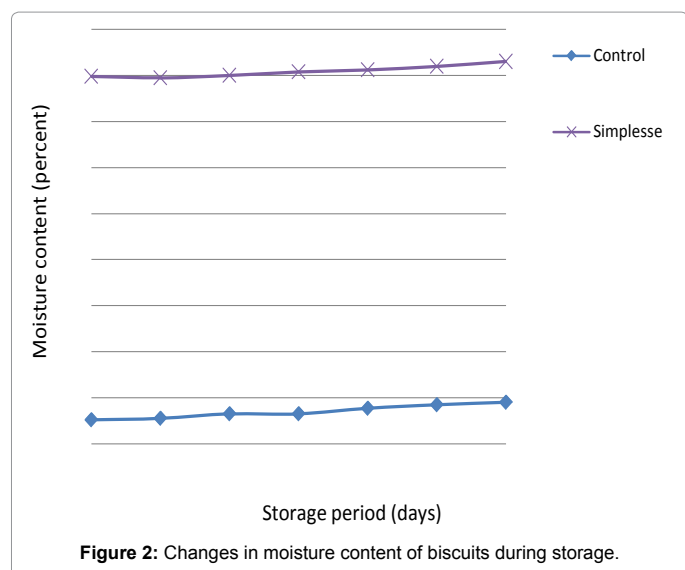 Control
Simplesse
Moisture content (percent)
Storage period (days)
Figure 2: Changes in moisture content of biscuits during storage.